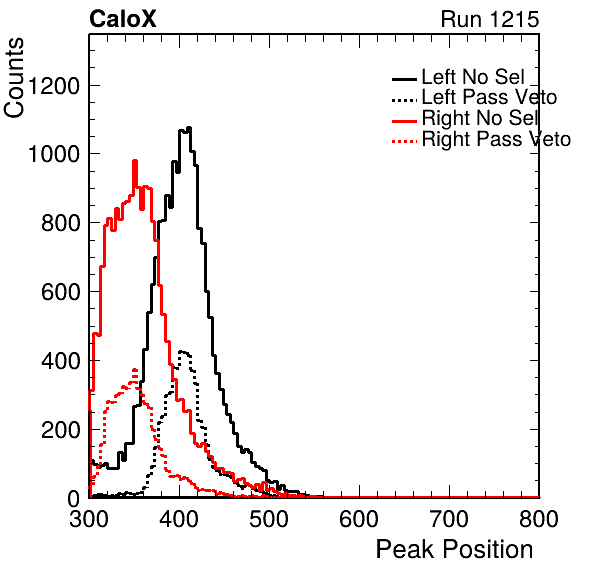 CaloX Run 1215
Counts
1200
1000
800
600
400
200
0
Left No Sel
Left Pass Veto
Right No Sel
Right Pass Veto
300 400 500 600 700 800
Peak Position